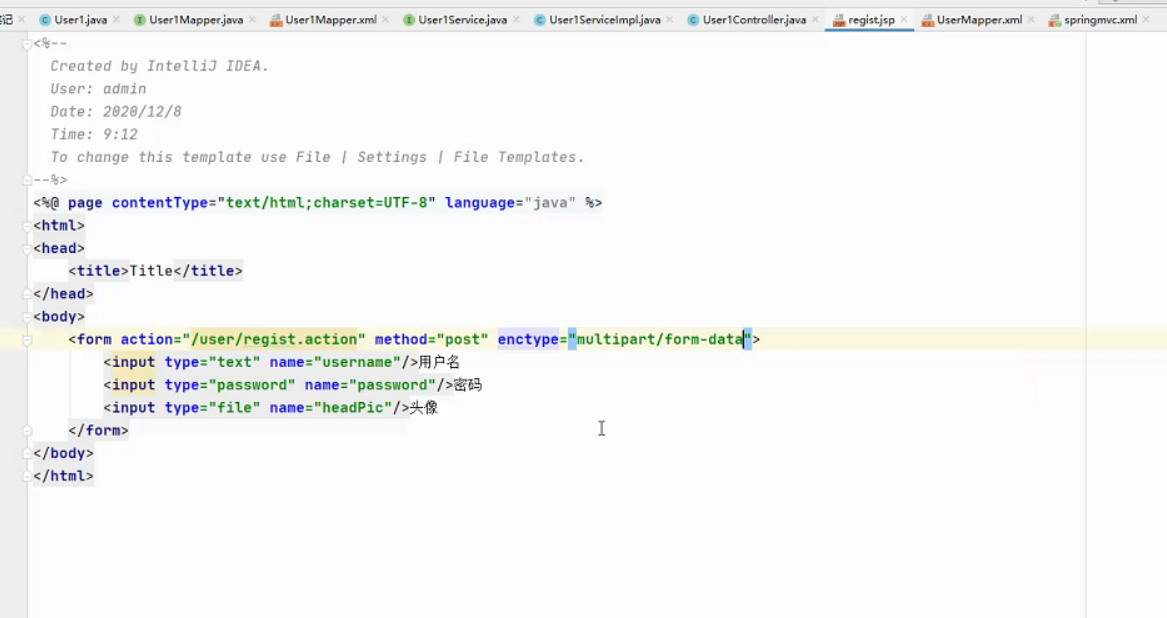 记 User1.java User1Mapper.java User1Mapper.xml User1Service.java User1ServiceImpl.java User1Controller.java regist.jsp UserMapper.xml springmvc.xml
<%--
  Created by IntelliJ IDEA.
  User: admin
  Date: 2020/12/8
  Time: 9:12
  To change this template use File | Settings | File Templates.
--%>
<%@ page contentType="text/html;charset=UTF-8" language="java" %>
<html>
<head>
    <title>Title</title>
</head>
<body>
    <form action="/user/regist.action" method="post" enctype="multipart/form-data">
        <input type="text" name="username"/>用户名
        <input type="password" name="password"/>密码
        <input type="file" name="headPic"/>头像
    </form>
</body>
</html>